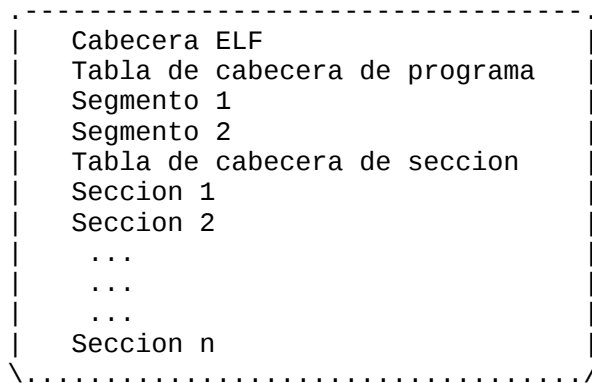 .-----------------------------------.
|   Cabecera ELF                    |
|   Tabla de cabecera de programa   |
|   Segmento 1                      |
|   Segmento 2                      |
|   Tabla de cabecera de seccion    |
|   Seccion 1                       |
|   Seccion 2                       |
|    ...                            |
|    ...                            |
|    ...                            |
|   Seccion n                       |
\.................................../